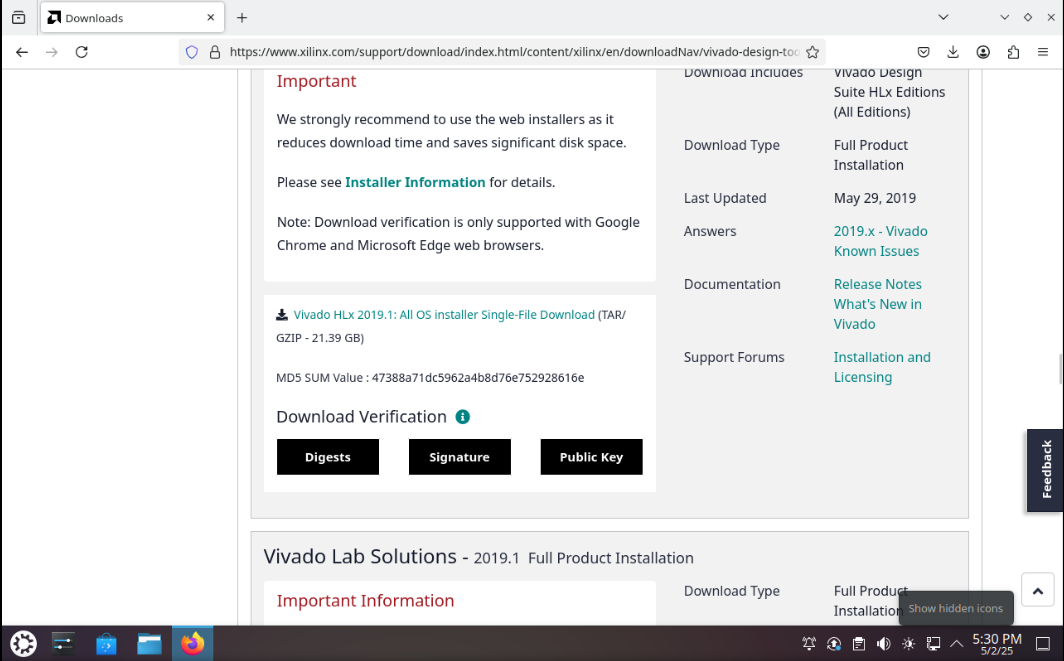 Downloads
https://www.xilinx.com/support/download/index.html/content/xilinx/en/downloadNav/vivado-design-too
Important
We strongly recommend to use the web installers as it
reduces download time and saves significant disk space.
Please see Installer Information for details.
Note: Download verification is only supported with Google
Chrome and Microsoft Edge web browsers.
Vivado HLx 2019.1: All OS installer Single-File Download (TAR/
GZIP - 21.39 GB)
MD5 SUM Value : 47388a71dc5962a4b8d76e752928616e
Download Verification
Digests
Signature
Public Key
Download Includes
Vivado Design
Suite HLx Editions
(All Editions)
Download Type
Full Product
Installation
Last Updated
May 29, 2019
Answers
2019.x - Vivado
Known Issues
Documentation
Release Notes
What's New in
Vivado
Support Forums
Installation and
Licensing
Feedback
Vivado Lab Solutions - 2019.1 Full Product Installation
Important Information
Download Type
Full Product
Installation
Show hidden icons
5:30 PM
5/2/25